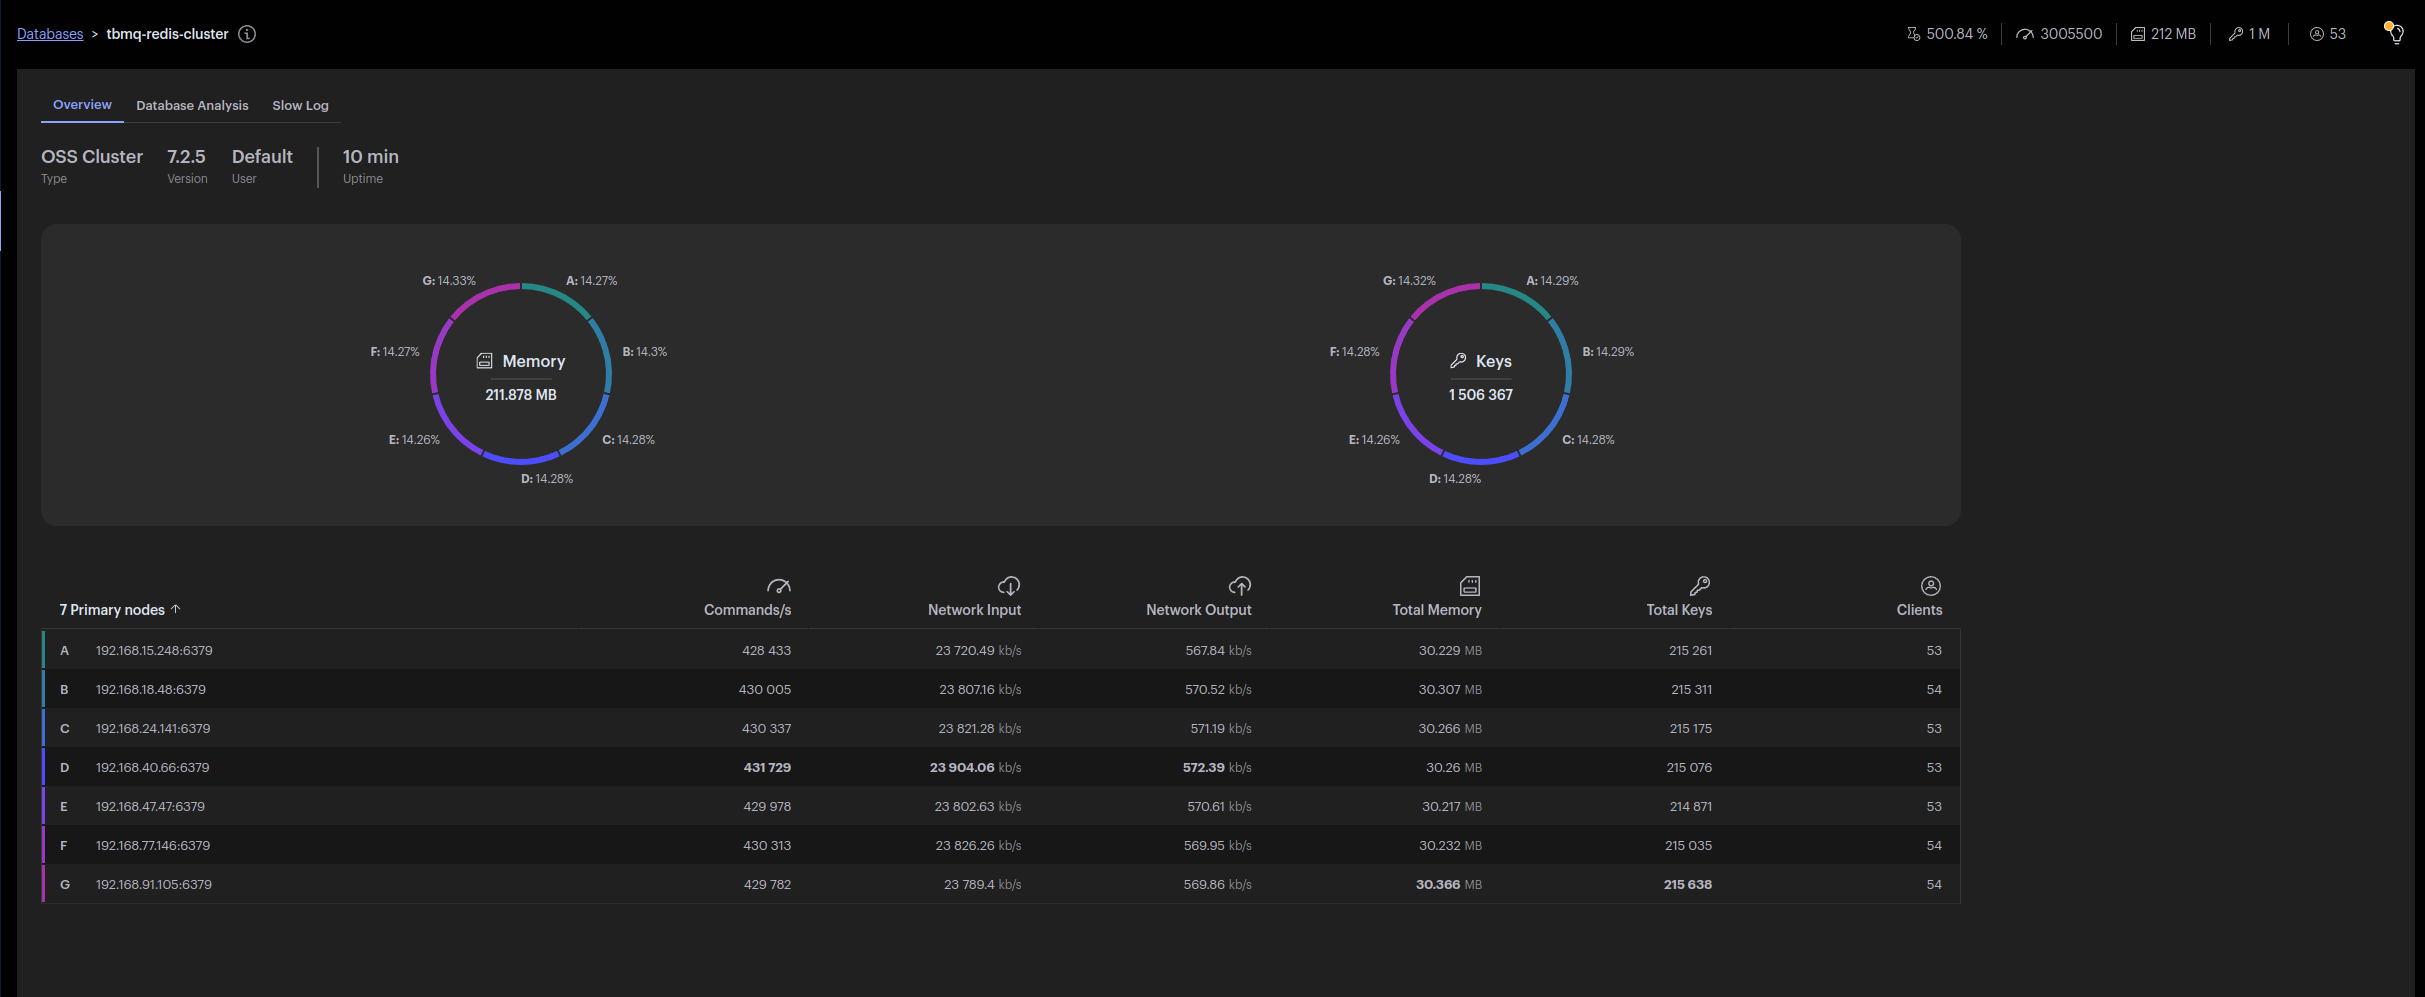 Databases > tbmq-redis-cluster
500.84 % 3005500 212 MB 1 M 53
Overview Database Analysis Slow Log
OSS Cluster 7.2.5 Default 10 min
Type Version User Uptime
G: 14.33% A: 14.27%
F: 14.27% B: 14.3%
Memory
211.878 MB
E: 14.26% C: 14.28%
D: 14.28%
G: 14.32% A: 14.29%
F: 14.28% B: 14.29%
Keys
1 506 367
E: 14.26% C: 14.28%
D: 14.28%
7 Primary nodes ↑ Commands/s Network Input Network Output Total Memory Total Keys Clients
A 192.168.15.248:6379 428 433 23 720.49 kb/s 567.84 kb/s 30.229 MB 215 261 53
B 192.168.18.48:6379 430 005 23 807.16 kb/s 570.52 kb/s 30.307 MB 215 311 54
C 192.168.24.141:6379 430 337 23 821.28 kb/s 571.19 kb/s 30.266 MB 215 175 53
D 192.168.40.66:6379 431 729 23 904.06 kb/s 572.39 kb/s 30.26 MB 215 076 53
E 192.168.47.47:6379 429 978 23 802.63 kb/s 570.61 kb/s 30.217 MB 214 871 53
F 192.168.77.146:6379 430 313 23 826.26 kb/s 569.95 kb/s 30.232 MB 215 035 54
G 192.168.91.105:6379 429 782 23 789.4 kb/s 569.86 kb/s 30.366 MB 215 638 54